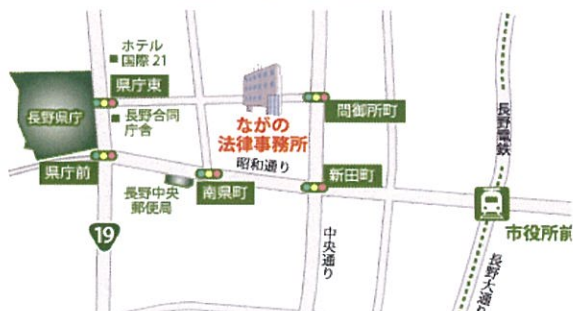 ホテル
国際21
県庁東
長野県庁
長野合同
庁舎
ながの
法律事務所
問御所町
昭和通り
県庁前
長野中央
郵便局
南県町
新田町
19
中央通り
長野電鉄
市役所前
長野大通り